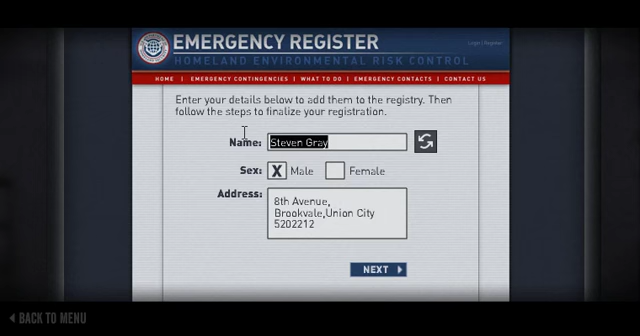 EMERGENCY REGISTER
Login | Register
HOMELAND ENVIRONMENTAL RISK CONTROL
HOME | EMERGENCY CONTINGENCIES | WHAT TO DO | EMERGENCY CONTACTS | CONTACT US
Enter your details below to add them to the registry. Then
follow the steps to finalize your registration.
Name: Steven Gray
Sex: X Male Female
Address: 8th Avenue,
Brookvale,Union City
5202212
NEXT
BACK TO MENU